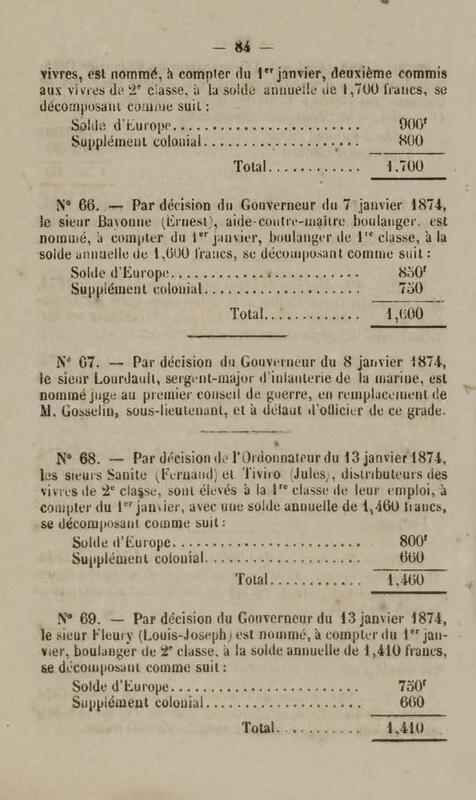 — 84 —
vivres, est nommé, à compter du 1er janvier, deuxième commis
aux vivres de 2e classe, à la solde annuelle de 1,700 francs, se
décomposant comme suit :
Solde d'Europe........................ 900f
Supplément colonial.................... 800
Total............ 1.700
N° 66. — Par décision du Gouverneur du 7 janvier 1874,
le sieur Bayonne (Ernest), aide-contre-maître boulanger, est
nommé, à compter du 1er janvier, boulanger de 1re classe, à la
solde annuelle de 1,600 francs, se décomposant comme suit :
Solde d'Europe........................ 850f
Supplément colonial.................... 750
Total............ 1,600
N° 67. — Par décision du Gouverneur du 8 janvier 1874,
le sieur Lourdault, sergent-major d'infanterie de la marine, est
nommé juge au premier conseil de guerre, en remplacement de
M. Gosselin, sous-lieutenant, et à défaut d'officier de ce grade.
N° 68. — Par décision de l'Ordonnateur du 13 janvier 1874,
les sieurs Sanite (Fernand) et Tiviro (Jules), distributeurs des
vivres de 2e classe, sont élevés à la 1re classe de leur emploi, à
compter du 1er janvier, avec une solde annuelle de 1,460 francs,
se décomposant comme suit :
Solde d'Europe........................ 800f
Supplément colonial.................... 660
Total............ 1,460
N° 69. — Par décision du Gouverneur du 13 janvier 1874,
le sieur Fleury (Louis-Joseph) est nommé, à compter du 1er jan-
vier, boulanger de 2e classe, à la solde annuelle de 1,410 francs,
se décomposant comme suit :
Solde d'Europe........................ 750f
Supplément colonial.................... 660
Total............ 1,410